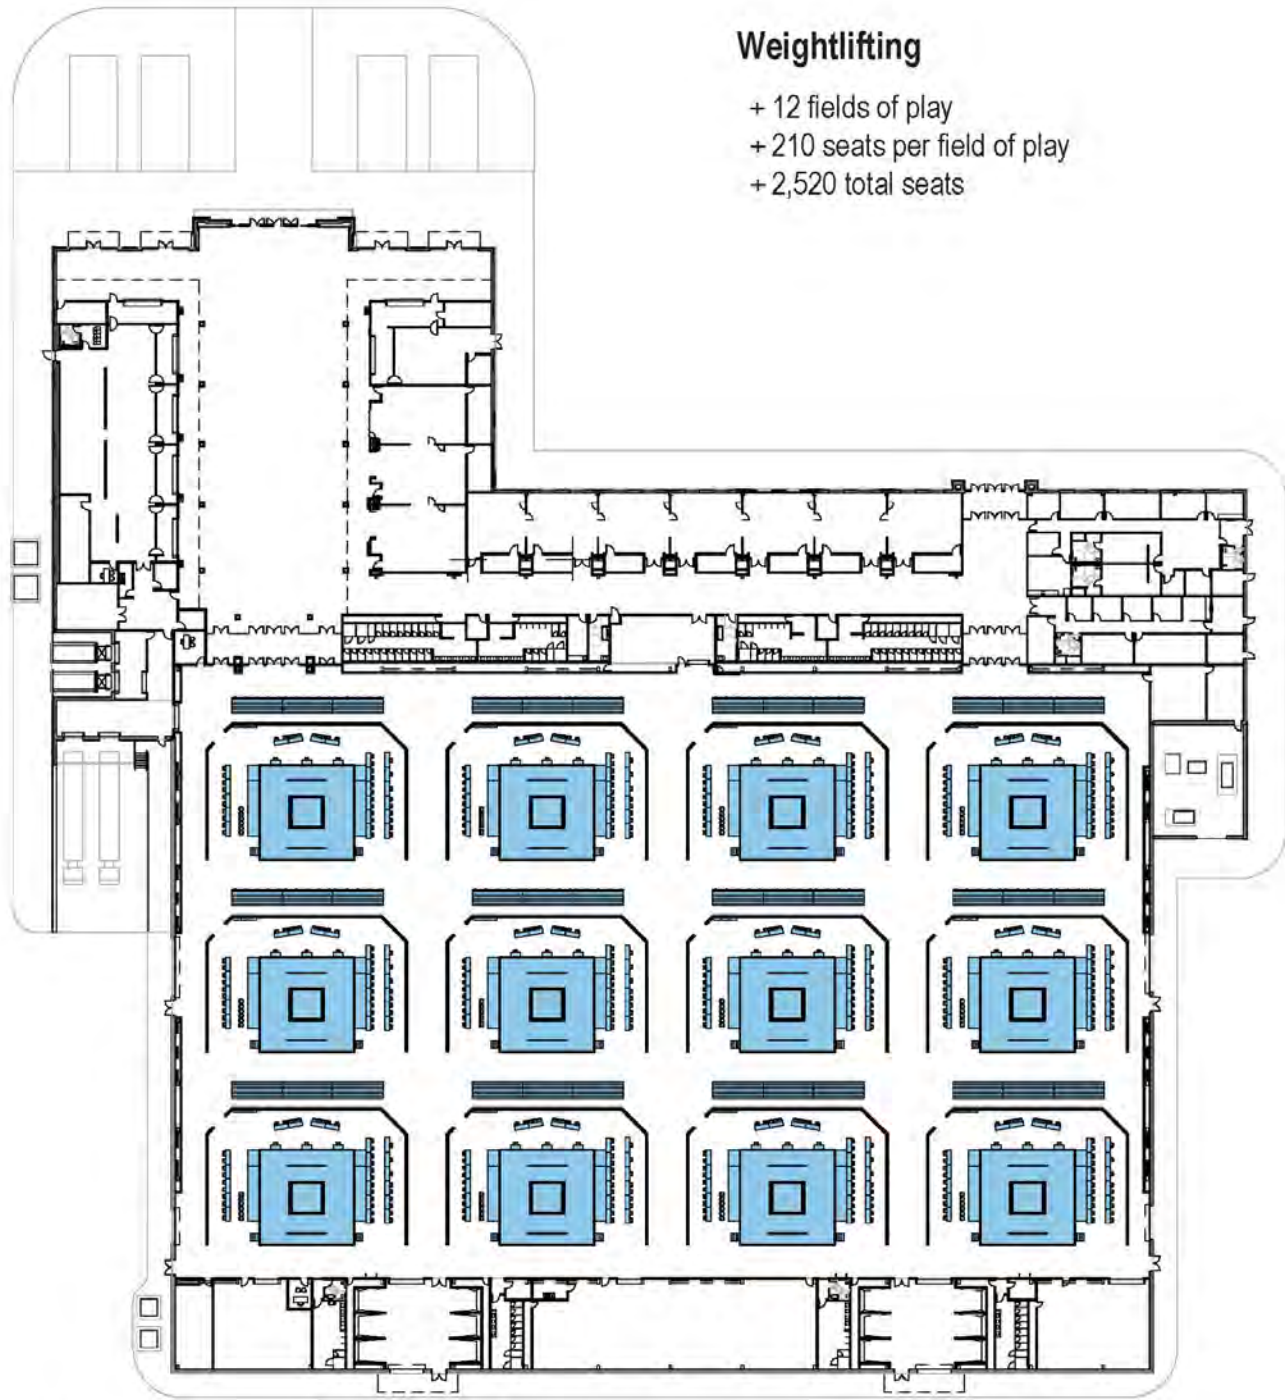 Weightlifting
+ 12 fields of play
+ 210 seats per field of play
+ 2,520 total seats